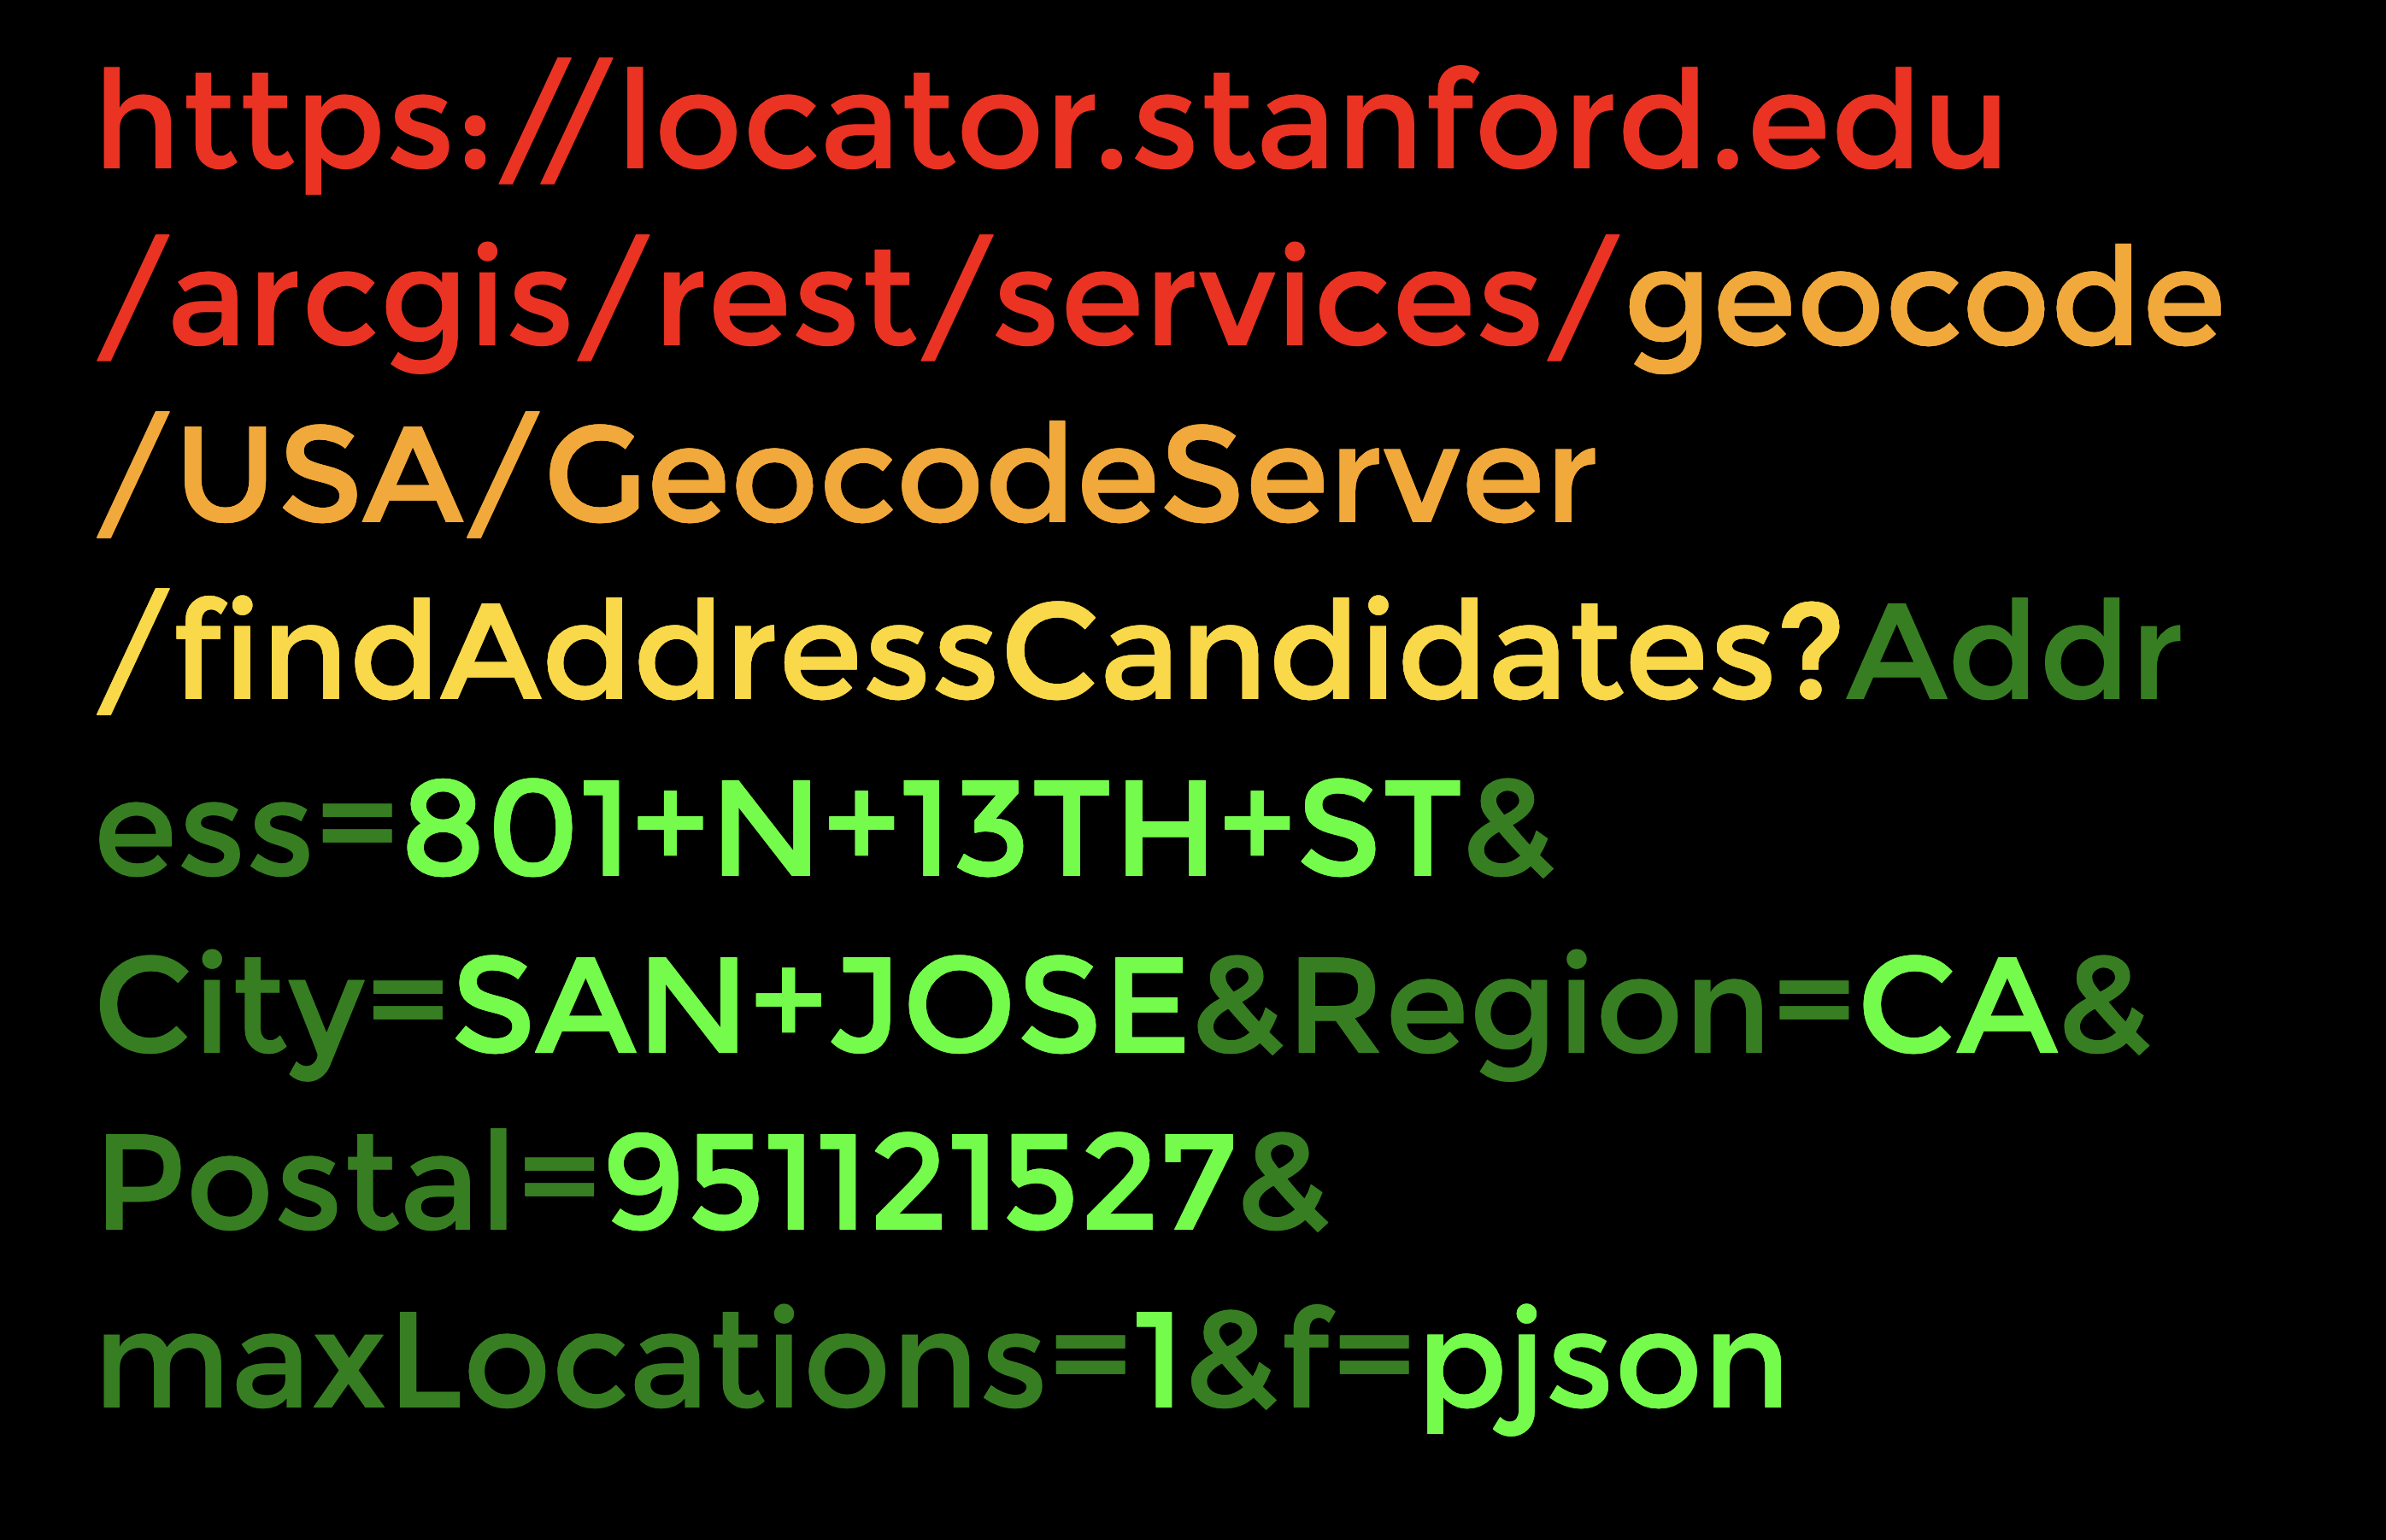 https://locator.stanford.edu
/arcgis/rest/services/geocode
/USA/GeocodeServer
/findAddressCandidates?Addr
ess=801+N+13TH+ST&
City=SAN+JOSE&Region=CA&
Postal=951121527&
maxLocations=1&f=pjson